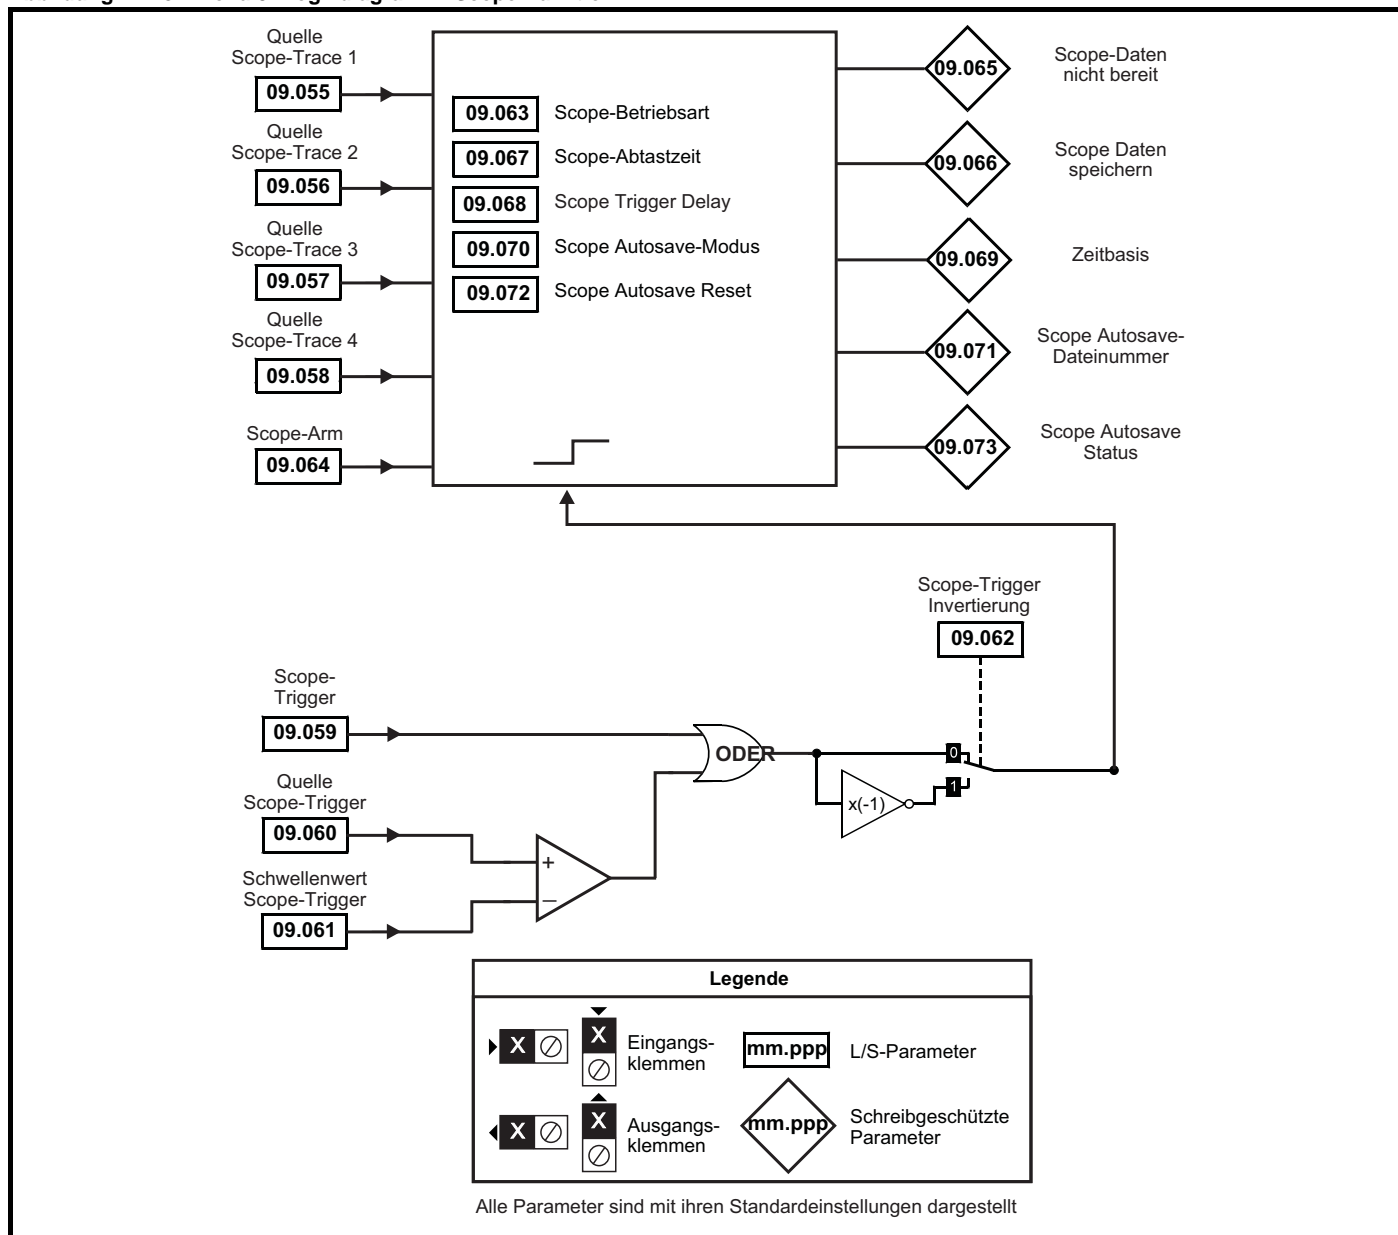 Quelle
Scope-Trace 1
09.055
Quelle
Scope-Trace 2
09.056
Quelle
Scope-Trace 3
09.057
Quelle
Scope-Trace 4
09.058
Scope-Arm
09.064
09.063 Scope-Betriebsart
09.067 Scope-Abtastzeit
09.068 Scope Trigger Delay
09.070 Scope Autosave-Modus
09.072 Scope Autosave Reset
09.065
Scope-Daten
nicht bereit
09.066
Scope Daten
speichern
09.069
Zeitbasis
09.071
Scope Autosave-
Dateinummer
09.073
Scope Autosave
Status
Scope-Trigger
Invertierung
09.062
Scope-
Trigger
09.059
Quelle
Scope-Trigger
09.060
Schwellenwert
Scope-Trigger
09.061
+
–
ODER
x(-1)
0
1
Legende
X
X
Eingangs-
klemmen
mm.ppp
L/S-Parameter
X
X
Ausgangs-
klemmen
mm.ppp
Schreibgeschützte
Parameter
Alle Parameter sind mit ihren Standardeinstellungen dargestellt